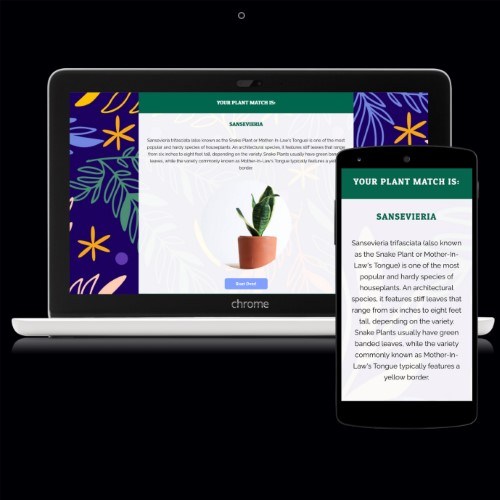 YOUR PLANT MATCH IS:
SANSEVIERIA
Sansevieria trifasciata (also known as the Snake Plant or Mother-In-Law's Tongue) is one of the most
popular and hardy species of houseplants. An architectural species, it features stiff leaves that range
from six inches to eight feet tall, depending on the variety. Snake Plants usually have green banded
leaves, while the variety commonly known as Mother-In-Law's Tongue typically features a yellow
border.
chrome
YOUR PLANT MATCH IS:
SANSEVIERIA
Sansevieria trifasciata (also known
as the Snake Plant or Mother-In-
Law's Tongue) is one of the most
popular and hardy species of
houseplants. An architectural
species, it features stiff leaves that
range from six inches to eight feet
tall, depending on the variety.
Snake Plants usually have green
banded leaves, while the variety
commonly known as Mother-In-
Law's Tongue typically features a
yellow border.